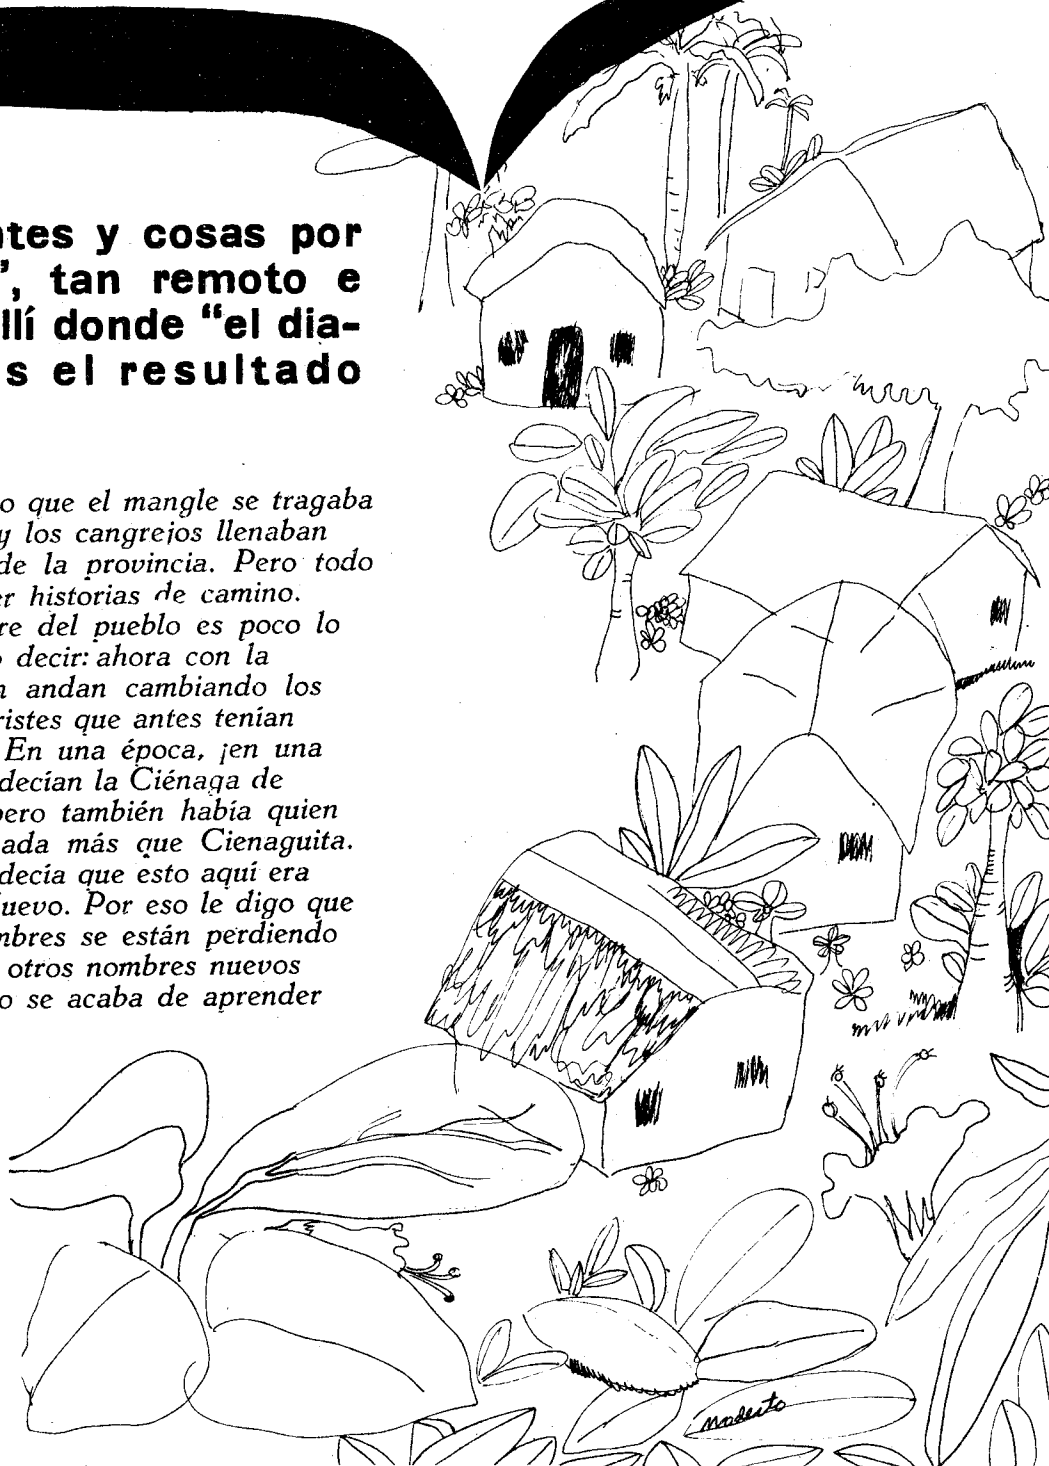 ntes y cosas por
”, tan remoto e
llí donde “el dia-
s el resultado
o que el mangle se tragaba
y los cangrejos llenaban
de la provincia. Pero todo
er historias de camino.
re del pueblo es poco lo
o decir: ahora con la
n andan cambiando los
ristes que antes tenían
En una época, ¡en una
decían la Ciénaga de
pero también había quien
ada más que Cienaguita.
decía que esto aquí era
uevo. Por eso le digo que
mbres se están perdiendo
otros nombres nuevos
o se acaba de aprender
modesto